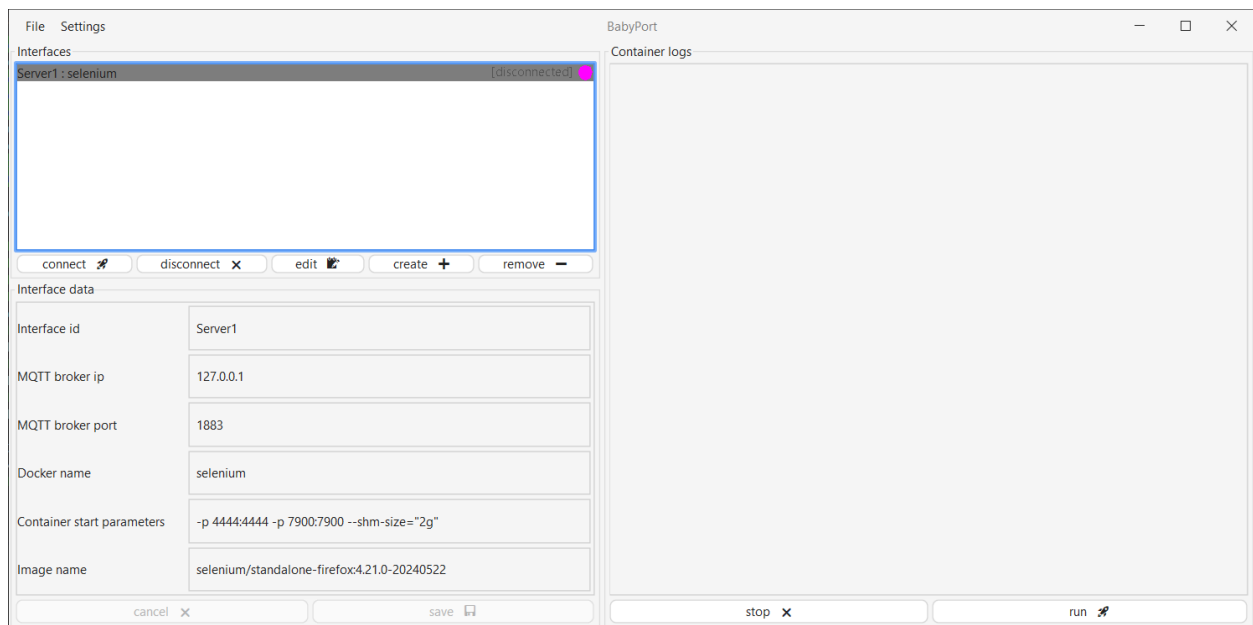 File Settings BabyPort
Interfaces
Server1 : selenium [disconnected]
connect disconnect edit create remove
Interface data
Interface id Server1
MQTT broker ip 127.0.0.1
MQTT broker port 1883
Docker name selenium
Container start parameters -p 4444:4444 -p 7900:7900 --shm-size="2g"
Image name selenium/standalone-firefox:4.21.0-20240522
cancel save
Container logs
stop run